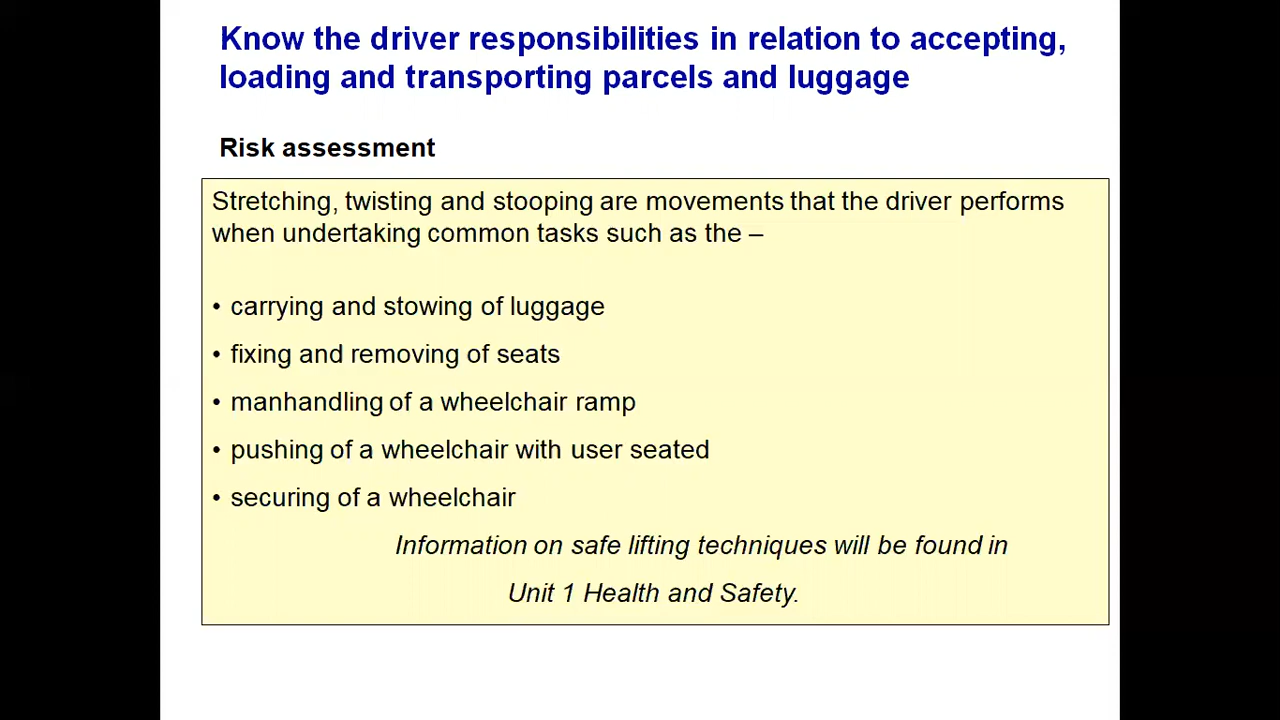 Know the driver responsibilities in relation to accepting,
loading and transporting parcels and luggage
Risk assessment
Stretching, twisting and stooping are movements that the driver performs
when undertaking common tasks such as the –
• carrying and stowing of luggage
• fixing and removing of seats
• manhandling of a wheelchair ramp
• pushing of a wheelchair with user seated
• securing of a wheelchair
Information on safe lifting techniques will be found in
Unit 1 Health and Safety.